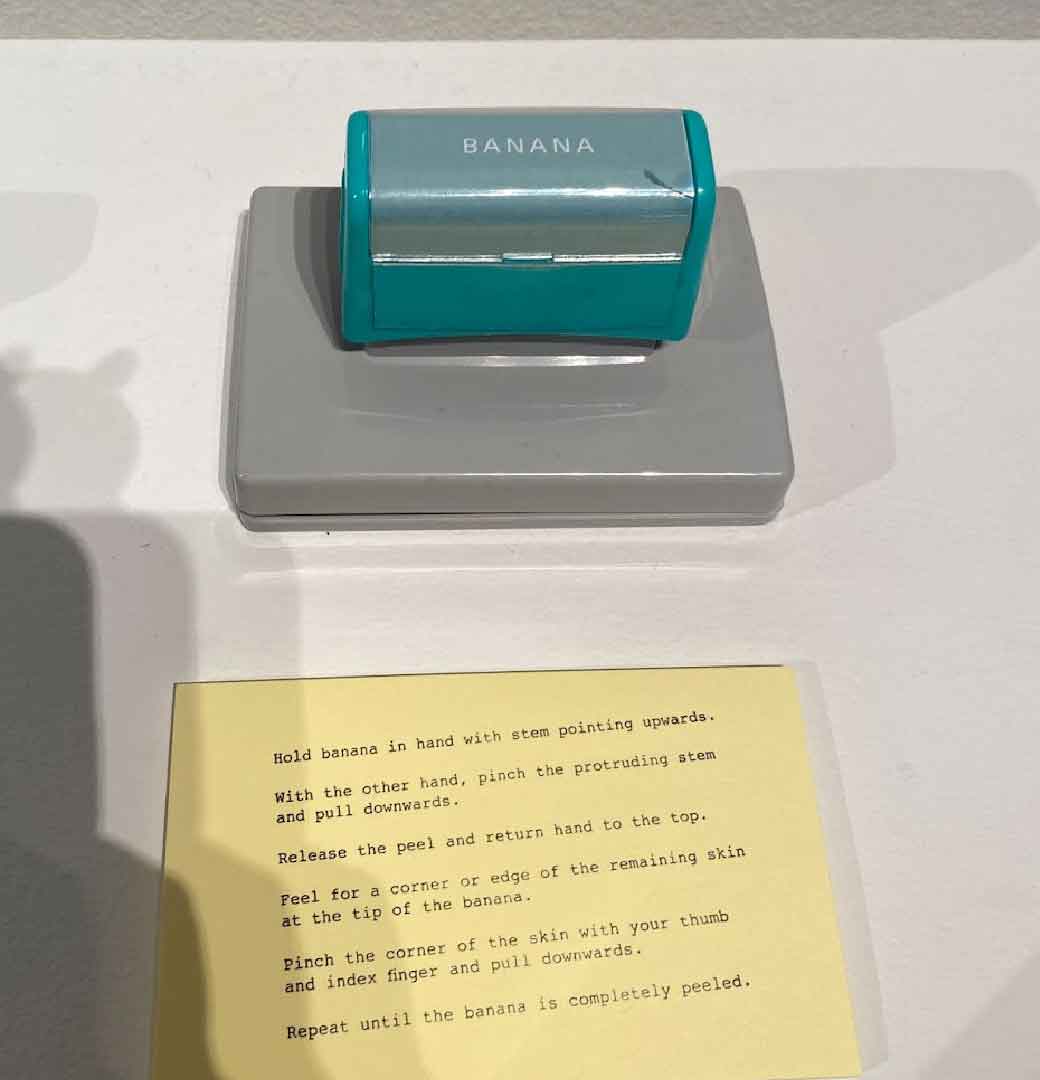 BANANA
Hold banana in hand with stem pointing upwards.
With the other hand, pinch the protruding stem
and pull downwards.
Release the peel and return hand to the top.
Feel for a corner or edge of the remaining skin
at the tip of the banana.
Pinch the corner of the skin with your thumb
and index finger and pull downwards.
Repeat until the banana is completely peeled.